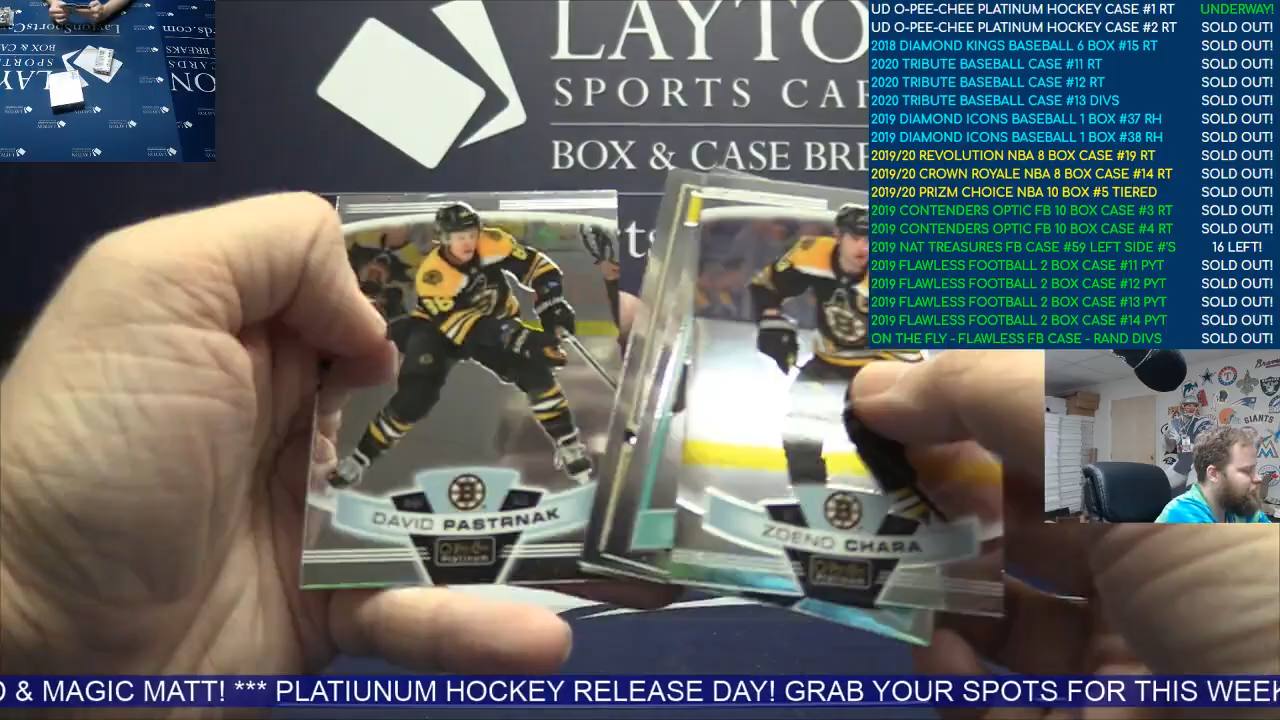 LAYTO
SPORTS CAR
BOX & CASE BRE
UD O-PEE-CHEE PLATINUM HOCKEY CASE #1 RT UNDERWAY!
UD O-PEE-CHEE PLATINUM HOCKEY CASE #2 RT SOLD OUT!
2018 DIAMOND KINGS BASEBALL 6 BOX #15 RT SOLD OUT!
2020 TRIBUTE BASEBALL CASE #11 RT SOLD OUT!
2020 TRIBUTE BASEBALL CASE #12 RT SOLD OUT!
2020 TRIBUTE BASEBALL CASE #13 DIVS SOLD OUT!
2019 DIAMOND ICONS BASEBALL 1 BOX #37 RH SOLD OUT!
2019 DIAMOND ICONS BASEBALL 1 BOX #38 RH SOLD OUT!
2019/20 REVOLUTION NBA 8 BOX CASE #19 RT SOLD OUT!
2019/20 CROWN ROYALE NBA 8 BOX CASE #14 RT SOLD OUT!
2019/20 PRIZM CHOICE NBA 10 BOX #5 TIERED SOLD OUT!
2019 CONTENDERS OPTIC FB 10 BOX CASE #3 RT SOLD OUT!
2019 CONTENDERS OPTIC FB 10 BOX CASE #4 RT SOLD OUT!
2019 NAT TREASURES FB CASE #59 LEFT SIDE #'S 16 LEFT!
2019 FLAWLESS FOOTBALL 2 BOX CASE #11 PYT SOLD OUT!
2019 FLAWLESS FOOTBALL 2 BOX CASE #12 PYT SOLD OUT!
2019 FLAWLESS FOOTBALL 2 BOX CASE #13 PYT SOLD OUT!
2019 FLAWLESS FOOTBALL 2 BOX CASE #14 PYT SOLD OUT!
ON THE FLY - FLAWLESS FB CASE - RAND DIVS SOLD OUT!
DAVID PASTRNAK
O-Pee-Chee
Platinum
ZDENO CHARA
Platinum
GIANTS
O & MAGIC MATT! *** PLATIUNUM HOCKEY RELEASE DAY! GRAB YOUR SPOTS FOR THIS WEEK